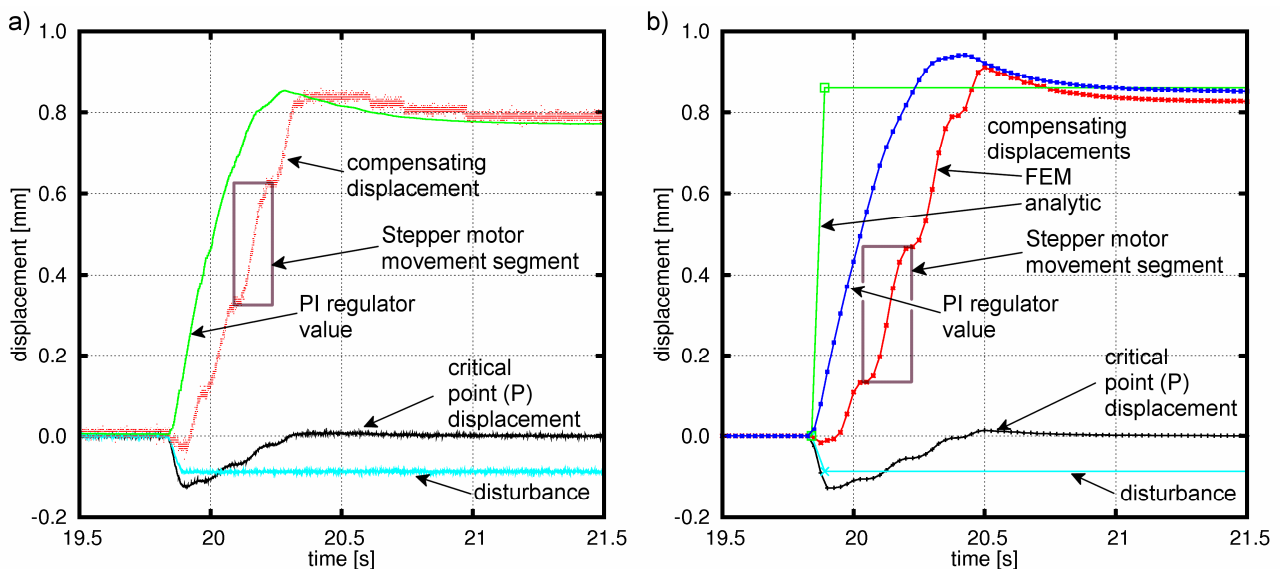 a)
1.0
0.8
0.6
0.4
0.2
0.0
-0.2
displacement [mm]
19.5
20
20.5
21
21.5
time [s]
compensating
displacement
Stepper motor
movement segment
PI regulator
value
critical
point (P)
displacement
disturbance
b)
1.0
0.8
0.6
0.4
0.2
0.0
-0.2
displacement [mm]
19.5
20
20.5
21
21.5
time [s]
compensating
displacements
FEM
analytic
Stepper motor
movement segment
PI regulator
value
critical
point (P)
displacement
disturbance